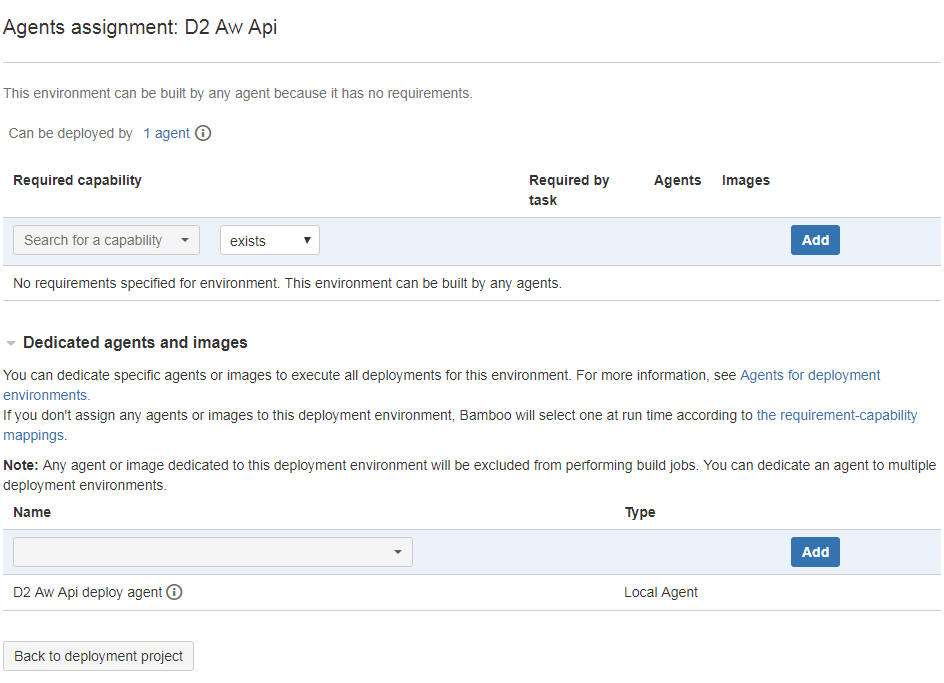 Agents assignment: D2 Aw Api
This environment can be built by any agent because it has no requirements.
Can be deployed by 1 agent
Required capability Required by task Agents Images
Search for a capability exists Add
No requirements specified for environment. This environment can be built by any agents.
Dedicated agents and images
You can dedicate specific agents or images to execute all deployments for this environment. For more information, see Agents for deployment
environments.
If you don't assign any agents or images to this deployment environment, Bamboo will select one at run time according to the requirement-capability
mappings.
Note: Any agent or image dedicated to this deployment environment will be excluded from performing build jobs. You can dedicate an agent to multiple
deployment environments.
Name Type
Add
D2 Aw Api deploy agent Local Agent
Back to deployment project